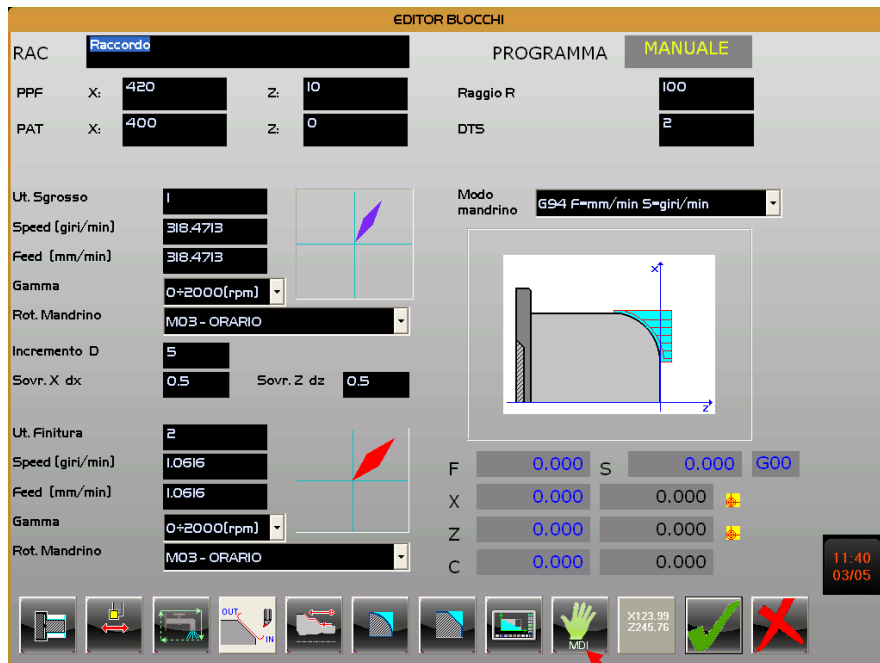 EDITOR BLOCCHI
RAC Raccordo PROGRAMMA MANUALE
PPF X: 420 Z: 10 Raggio R 100
PAT X: 400 Z: 0 DTS 2
Ut. Sgrosso 1 Modo mandrino G94 F=mm/min S=giri/min
Speed (giri/min) 318.4713
Feed (mm/min) 318.4713
Gamma 0÷2000(rpm)
Rot. Mandrino M03 - ORARIO
Incremento D 5
Sovr. X dx 0.5 Sovr. Z dz 0.5
X
Z
Ut. Finitura 2
Speed (giri/min) 1.0616
Feed (mm/min) 1.0616
Gamma 0÷2000(rpm)
Rot. Mandrino M03 - ORARIO
F 0.000 S 0.000 G00
X 0.000 0.000
Z 0.000 0.000
C 0.000 0.000
11:40
03/05
OUT
IN
MDI
X123.99
Z245.76